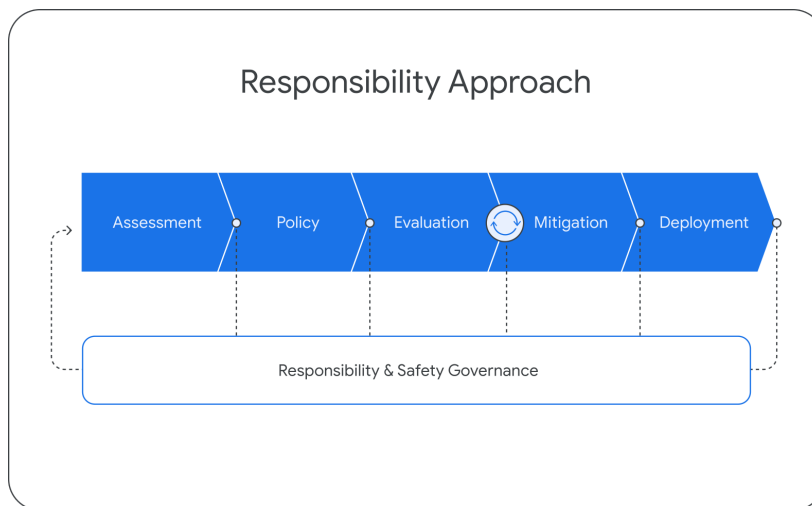 Responsibility Approach
Assessment
Policy
Evaluation
Mitigation
Deployment
Responsibility & Safety Governance